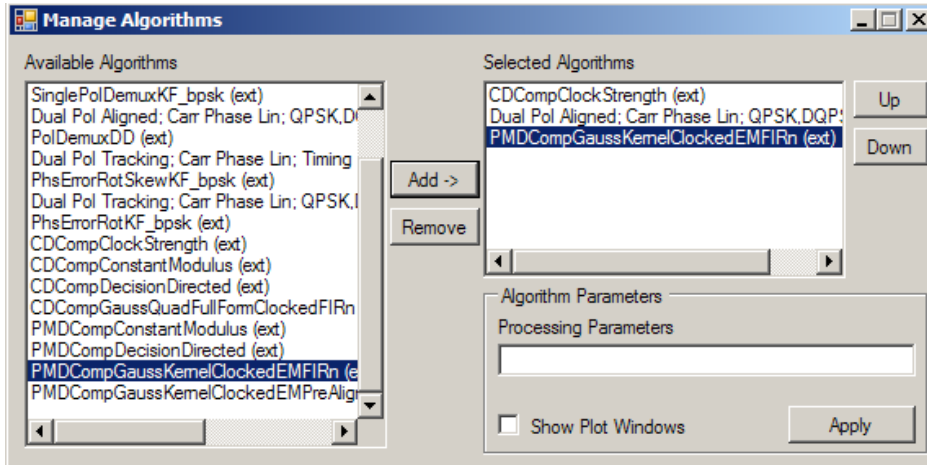 Manage Algorithms
Available Algorithms
SinglePolDemuxKF_bpsk (ext)
Dual Pol Aligned; Carr Phase Lin; QPSK,D
PolDemuxDD (ext)
Dual Pol Tracking; Carr Phase Lin; Timing
PhsErrorRotSkewKF_bpsk (ext)
Dual Pol Tracking; Carr Phase Lin; QPSK,
PhsErrorRotKF_bpsk (ext)
CDCompClockStrength (ext)
CDCompConstantModulus (ext)
CDCompDecisionDirected (ext)
CDCompGaussQuadFullFormClockedFIRn
PMDCompConstantModulus (ext)
PMDCompDecisionDirected (ext)
PMDCompGaussKernelClockedEMFIRn (e
PMDCompGaussKernelClockedEMPreAlig
Add ->
Remove
Selected Algorithms
CDCompClockStrength (ext)
Dual Pol Aligned; Carr Phase Lin; QPSK,DQP
PMDCompGaussKernelClockedEMFIRn (ext)
Up
Down
Algorithm Parameters
Processing Parameters
Show Plot Windows
Apply